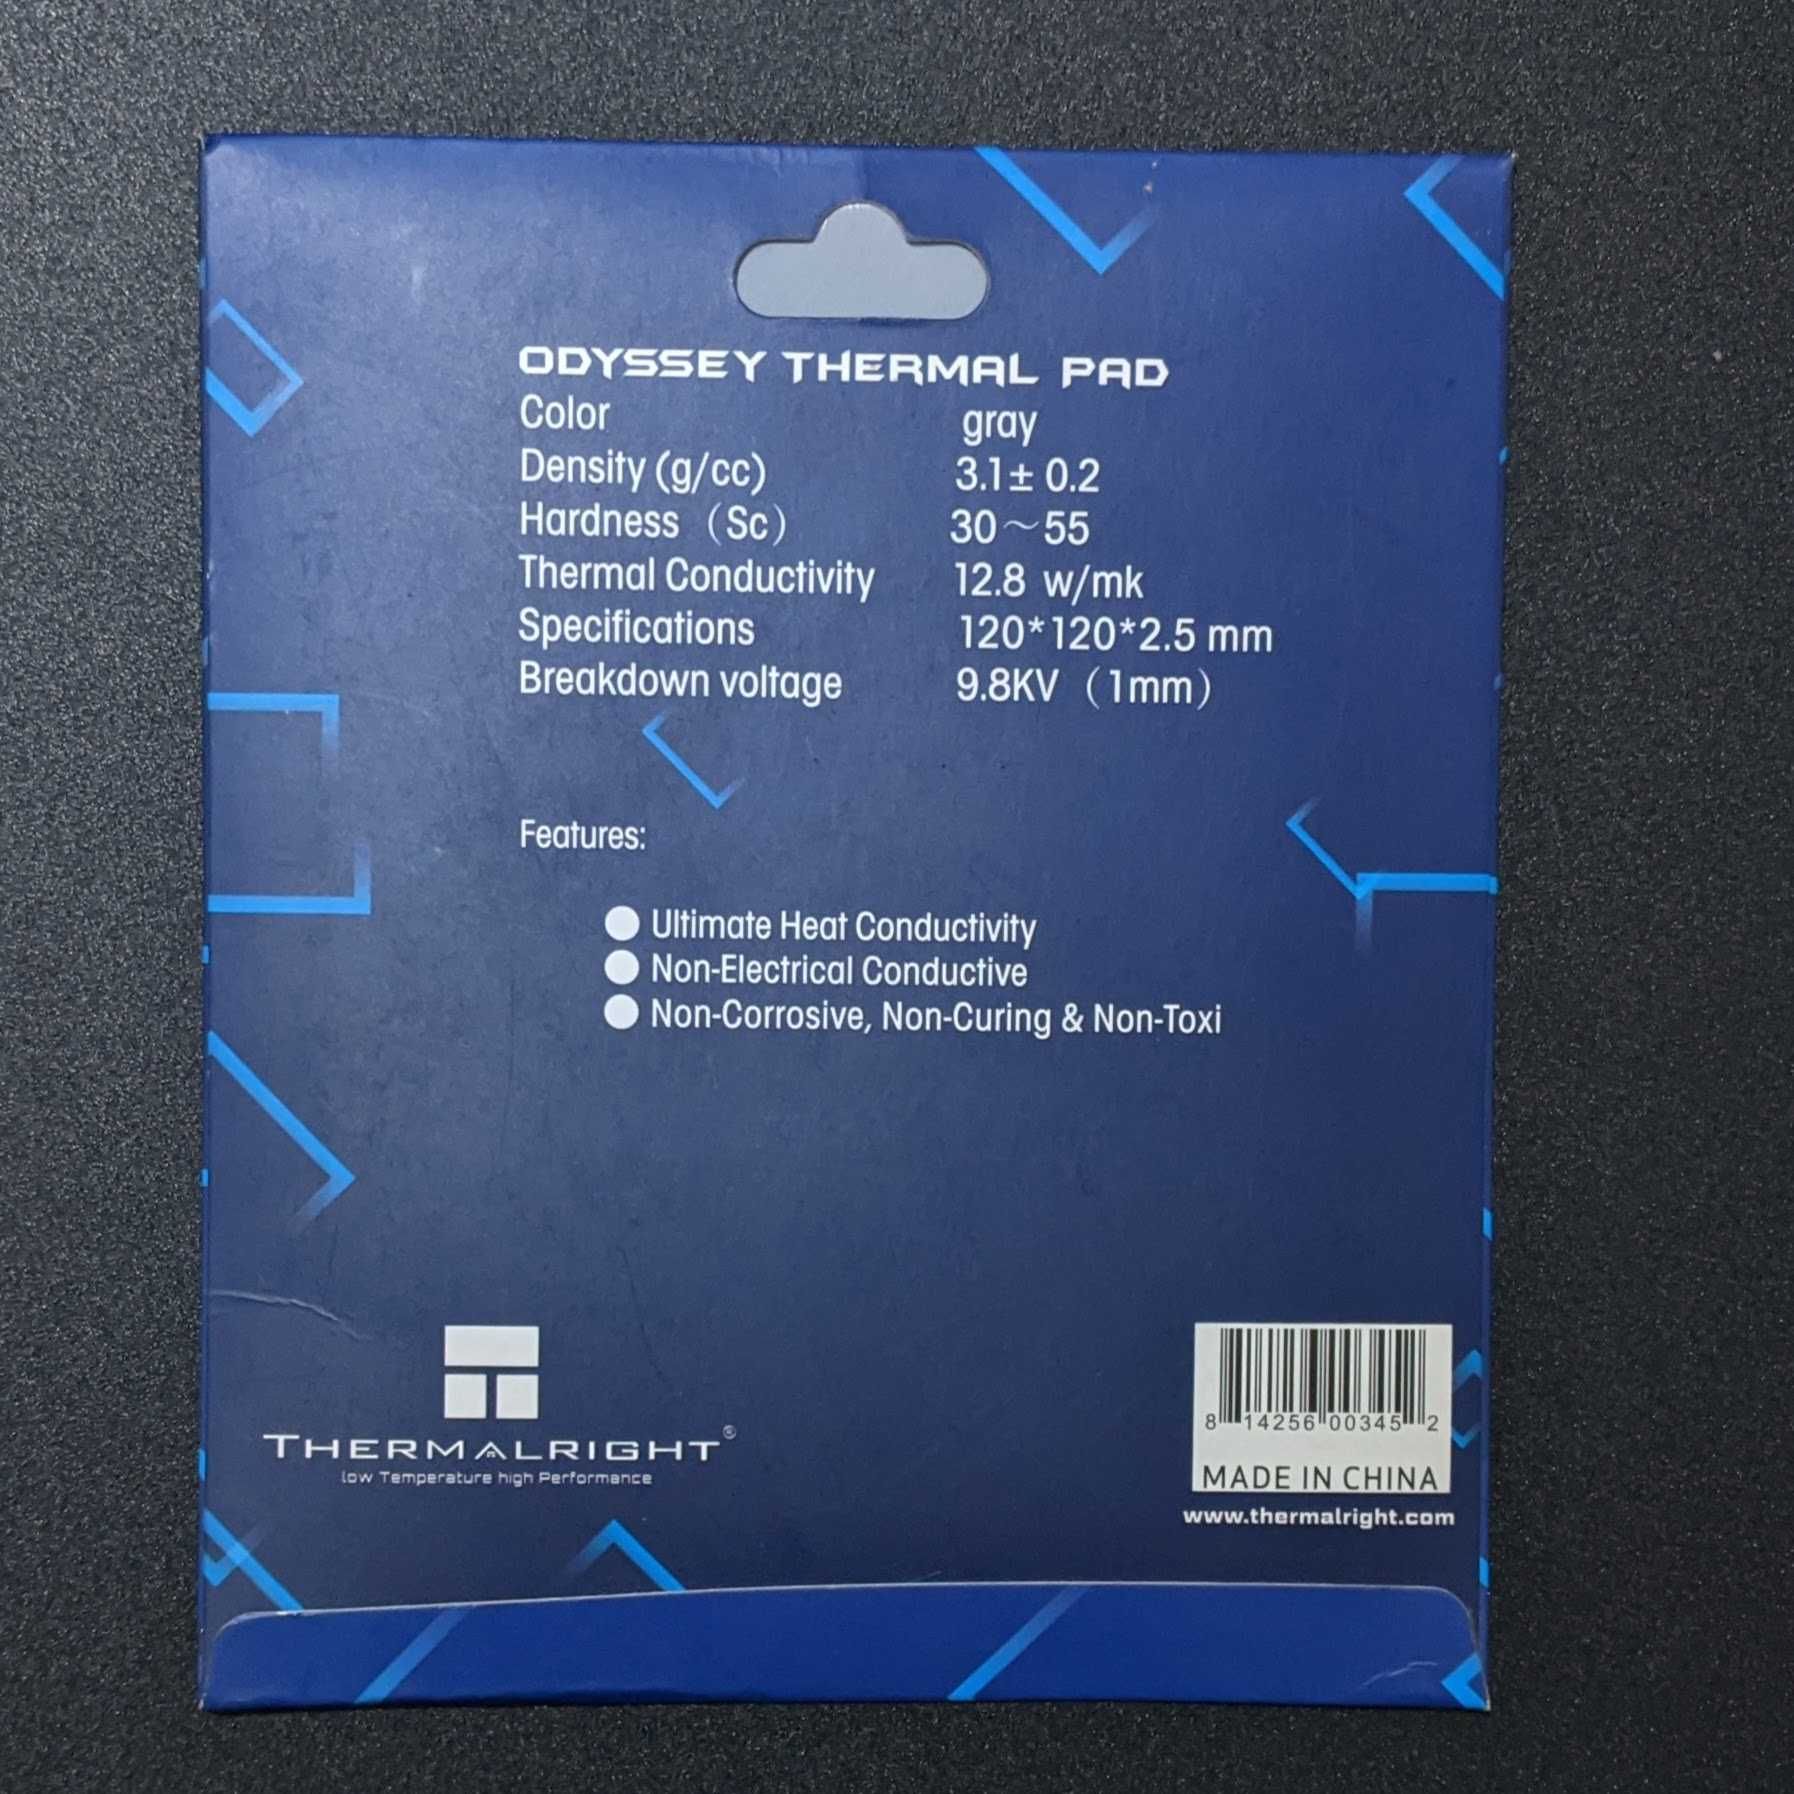 ODYSSEY THERMAL PAD
Color gray
Density (g/cc) 3.1± 0.2
Hardness （Sc） 30～55
Thermal Conductivity 12.8 w/mk
Specifications 120*120*2.5 mm
Breakdown voltage 9.8KV （1mm）
Features:
Ultimate Heat Conductivity
Non-Electrical Conductive
Non-Corrosive, Non-Curing & Non-Toxi
THERMALRIGHT®
low Temperature high Performance
8 14256 00345 2
MADE IN CHINA
www.thermalright.com